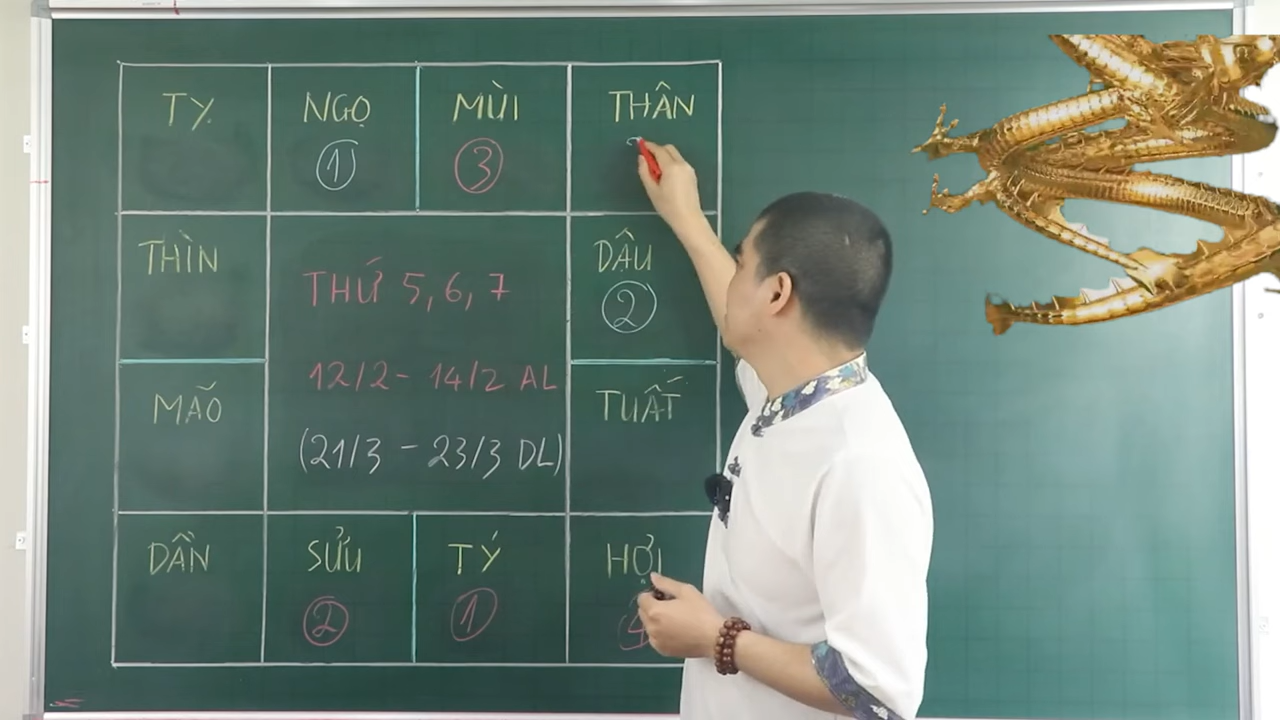 TỴ
NGỌ
①
MÙI
③
THÂN
THÌN
DẬU
②
THỨ 5, 6, 7
12/2 - 14/2 AL
(21/3 - 23/3 DL)
MÃO
TUẤT
DẦN
SỬU
②
TÝ
①
HỢI